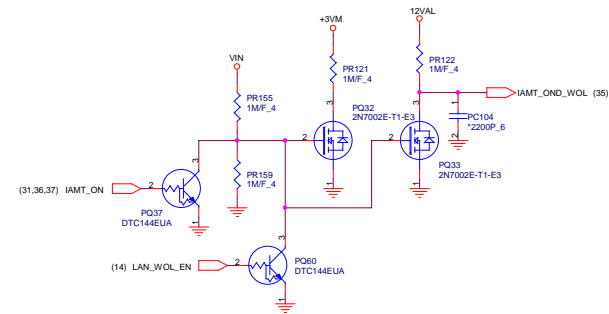 12VAL
+3VM
VIN
PR121
1M/F_4
PR122
1M/F_4
PR155
1M/F_4
3
3
IAMT_OND_WOL (35)
PQ32
2N7002E-T1-E3
1
PC104
*2200P_6
2
2
2
3
PR159
1M/F_4
PQ33
2N7002E-T1-E3
1
1
(31,36,37) IAMT_ON
2
PQ37
DTC144EUA
1
3
(14) LAN_WOL_EN
2
PQ60
DTC144EUA
1